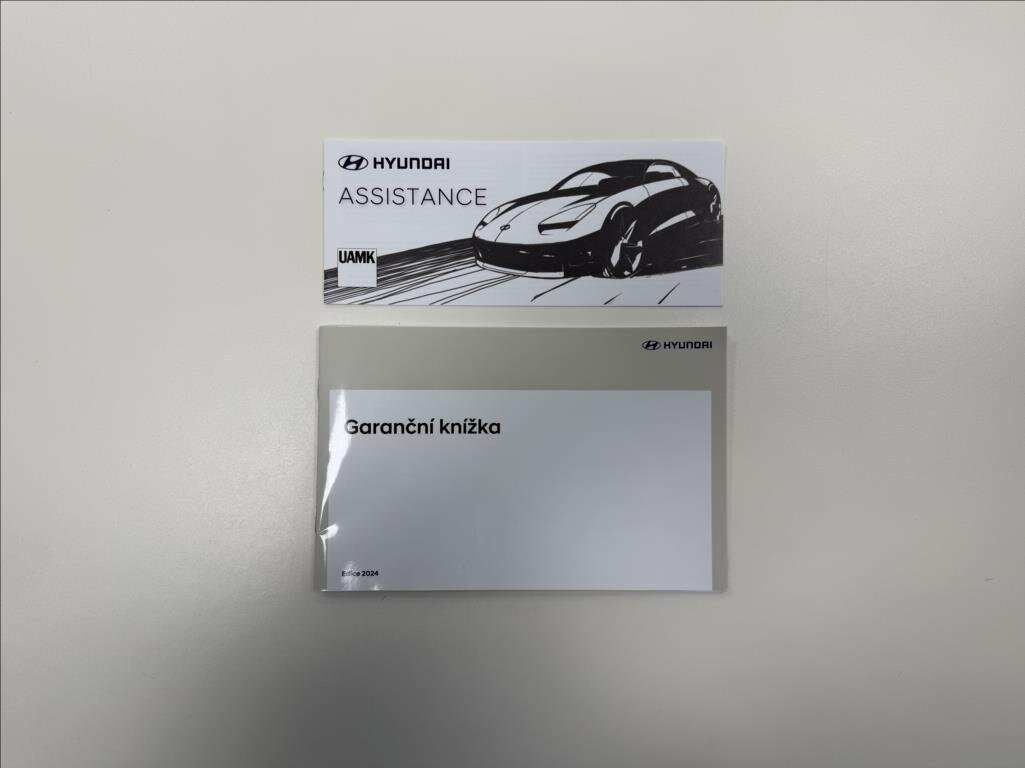 HYUNDAI
ASSISTANCE
UAMK
HYUNDAI
Garanční knížka
Edice 2024